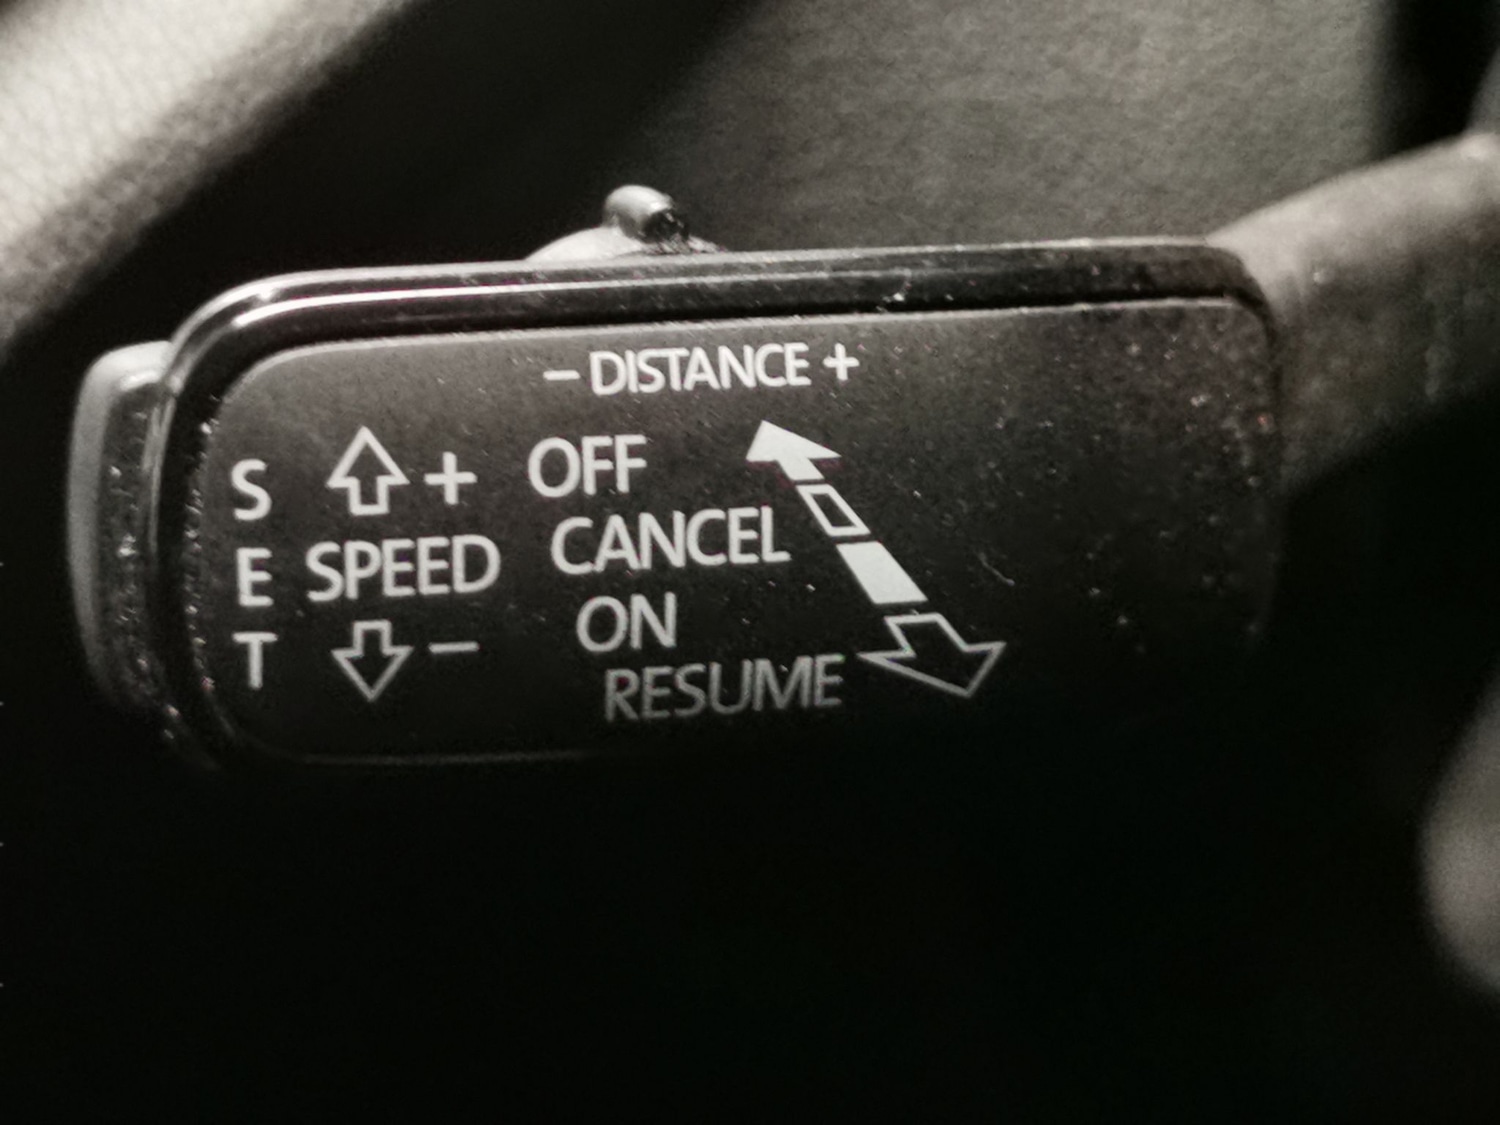 – DISTANCE +
S + OFF
CANCEL
E SPEED
ON
T –
RESUME